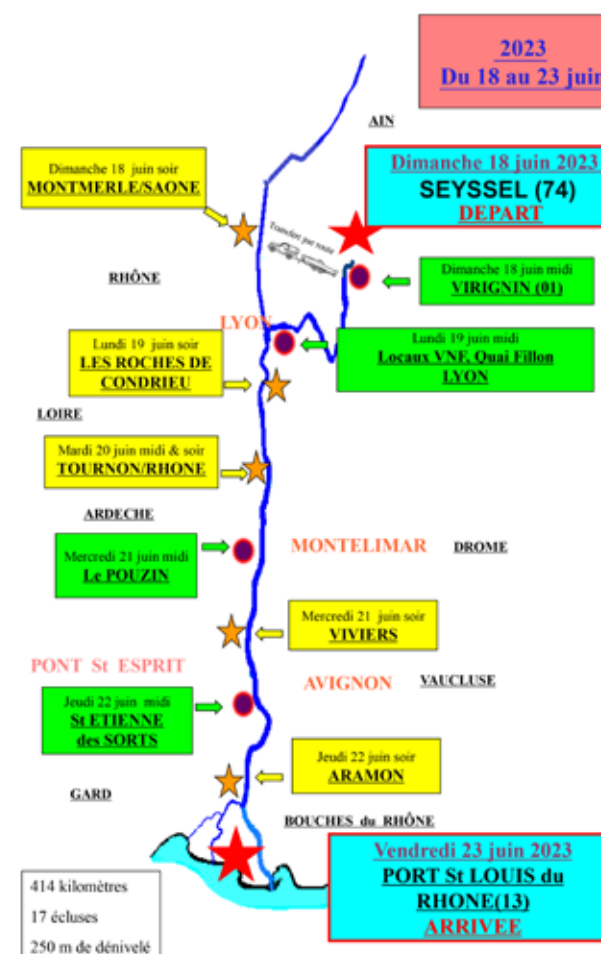 2023
Du 18 au 23 juin
AIN
Dimanche 18 juin soir
MONTMERLE/SAONE
Dimanche 18 juin 2023
SEYSSEL (74)
DEPART
Transfert par route
RHÔNE
Dimanche 18 juin midi
VIRIGNIN (01)
LYON
Lundi 19 juin midi
Locaux VNF, Quai Fillon
LYON
Lundi 19 juin soir
LES ROCHES DE
CONDRIEU
LOIRE
Mardi 20 juin midi & soir
TOURNON/RHONE
ARDECHE
MONTELIMAR
DROME
Mercredi 21 juin midi
Le POUZIN
Mercredi 21 juin soir
VIVIERS
PONT St ESPRIT
AVIGNON
VAUCLUSE
Jeudi 22 juin midi
St ETIENNE
des SORTS
Jeudi 22 juin soir
ARAMON
GARD
BOUCHES du RHÔNE
Vendredi 23 juin 2023
PORT St LOUIS du
RHONE(13)
ARRIVEE
414 kilomètres
17 écluses
250 m de dénivelé